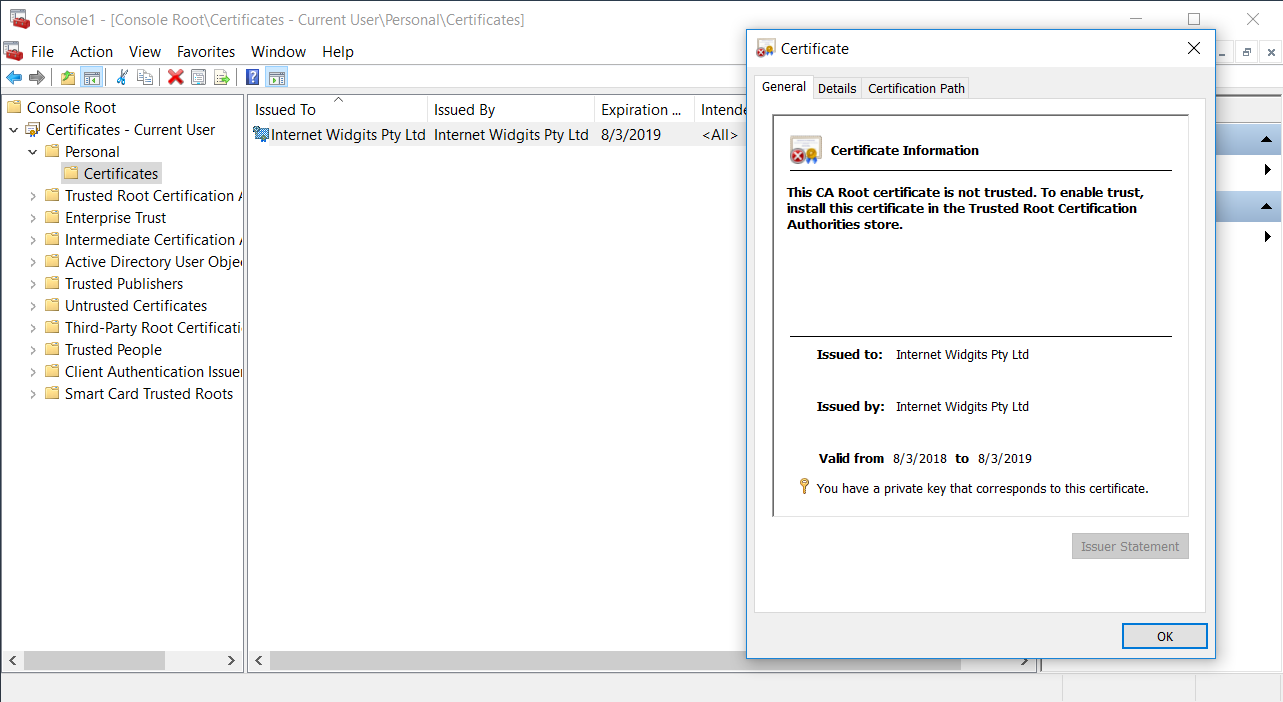 Console1 - [Console Root\Certificates - Current User\Personal\Certificates]
File Action View Favorites Window Help
Console Root
Certificates - Current User
Personal
Certificates
Trusted Root Certification
Enterprise Trust
Intermediate Certification
Active Directory User Obje
Trusted Publishers
Untrusted Certificates
Third-Party Root Certificati
Trusted People
Client Authentication Issue
Smart Card Trusted Roots
Issued To Issued By Expiration ... Intende
Internet Widgits Pty Ltd Internet Widgits Pty Ltd 8/3/2019 <All>
Certificate
General Details Certification Path
Certificate Information
This CA Root certificate is not trusted. To enable trust,
install this certificate in the Trusted Root Certification
Authorities store.
Issued to: Internet Widgits Pty Ltd
Issued by: Internet Widgits Pty Ltd
Valid from 8/3/2018 to 8/3/2019
You have a private key that corresponds to this certificate.
Issuer Statement
OK